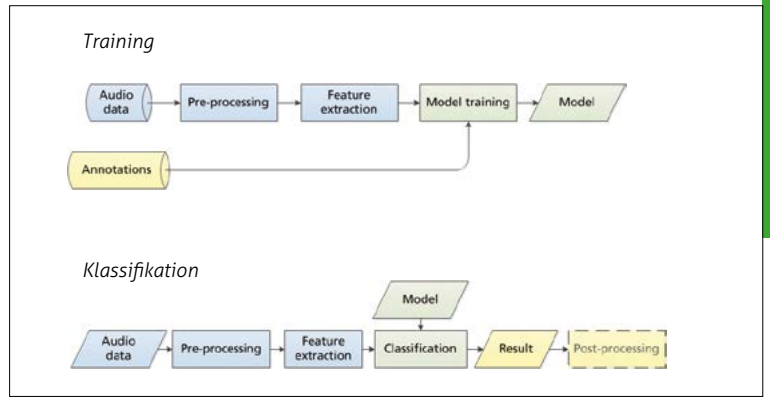 Training
Audio
data
Pre-processing
Feature
extraction
Model training
Model
Annotations
Klassifikation
Model
Audio
data
Pre-processing
Feature
extraction
Classification
Result
Post-processing